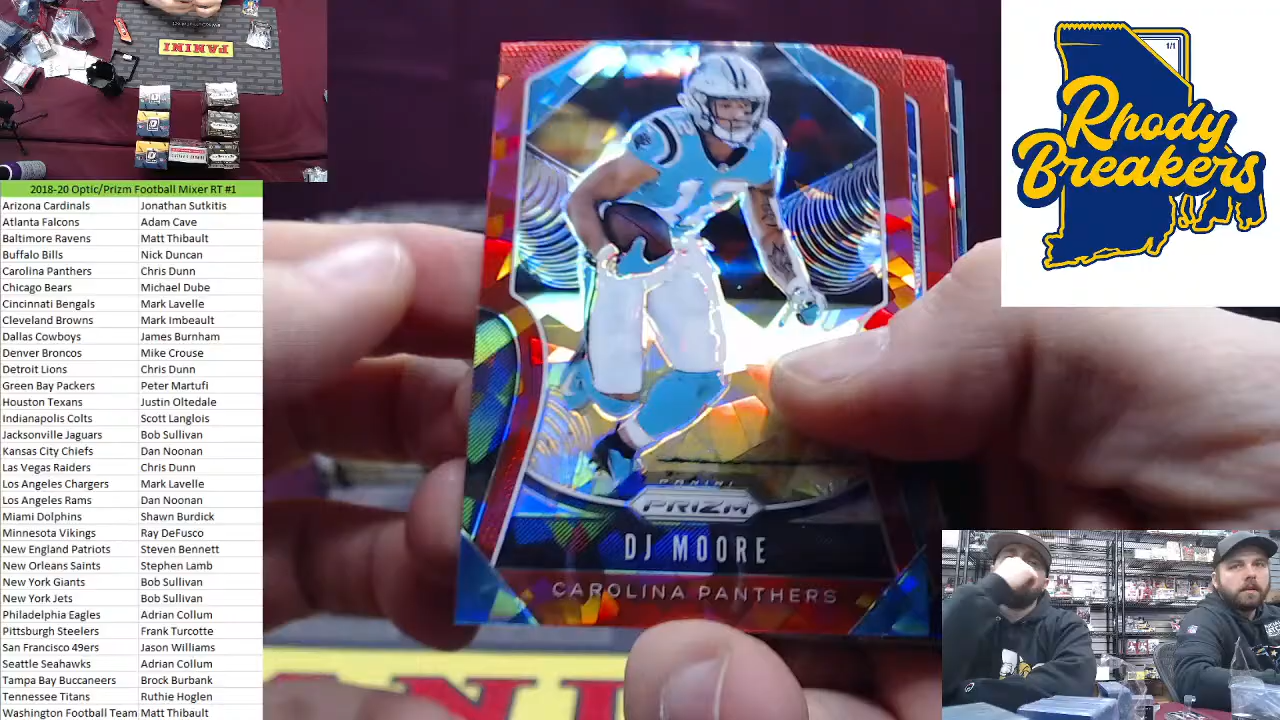 PANINI
2018-20 Optic/Prizm Football Mixer RT #1
Arizona Cardinals Jonathan Sutkitis
Atlanta Falcons Adam Cave
Baltimore Ravens Matt Thibault
Buffalo Bills Nick Duncan
Carolina Panthers Chris Dunn
Chicago Bears Michael Dube
Cincinnati Bengals Mark Lavelle
Cleveland Browns Mark Imbeault
Dallas Cowboys James Burnham
Denver Broncos Mike Crouse
Detroit Lions Chris Dunn
Green Bay Packers Peter Martufi
Houston Texans Justin Oltedale
Indianapolis Colts Scott Langlois
Jacksonville Jaguars Bob Sullivan
Kansas City Chiefs Dan Noonan
Las Vegas Raiders Chris Dunn
Los Angeles Chargers Mark Lavelle
Los Angeles Rams Dan Noonan
Miami Dolphins Shawn Burdick
Minnesota Vikings Ray DeFusco
New England Patriots Steven Bennett
New Orleans Saints Stephen Lamb
New York Giants Bob Sullivan
New York Jets Bob Sullivan
Philadelphia Eagles Adrian Collum
Pittsburgh Steelers Frank Turcotte
San Francisco 49ers Jason Williams
Seattle Seahawks Adrian Collum
Tampa Bay Buccaneers Brock Burbank
Tennessee Titans Ruthie Hoglen
Washington Football Team Matt Thibault
12
PANINI
PRIZM
DJ MOORE
CAROLINA PANTHERS
1/1
Rhody
Breakers